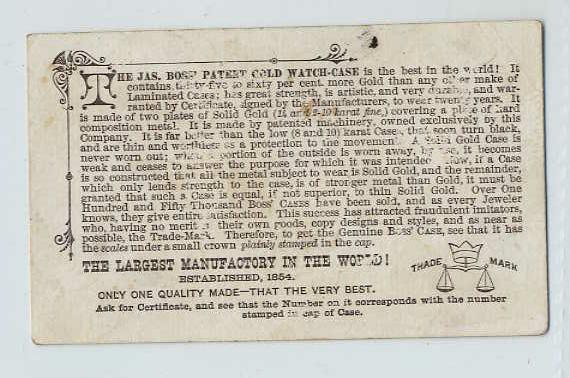 THE JAS. BOSS' PATENT GOLD WATCH-CASE is the best in the world! It
contains thirty-five to sixty per cent. more Gold than any other make of
Laminated Cases; has great strength, is artistic, and very durable, and war-
ranted by Certificate, signed by the Manufacturers, to wear twenty years. It
is made of two plates of Solid Gold (14 and 12-10 karat fine,) covering a plate of Hard
composition metal. It is made by patented machinery, owned exclusively by this
Company. It is far better than the low (8 and 10) karat Cases, that soon turn black,
and are thin and worthless as a protection to the movement. A Solid Gold Case is
never worn out; when a portion of the outside is worn away, by use, it becomes
weak and ceases to answer the purpose for which it was intended. Now, if a Case
is so constructed that all the metal subject to wear is Solid Gold, and the remainder,
which only lends strength to the case, is of stronger metal than Gold, it must be
granted that such a Case is equal, if not superior, to thin Solid Gold. Over One
Hundred and Fifty Thousand BOSS' CASES have been sold, and as every Jeweler
knows, they give entire satisfaction. This success has attracted fraudulent imitators,
who, having no merit in their own goods, copy designs and styles, and as near as
possible, the Trade-Mark. Therefore, to get the Genuine BOSS' CASE, see that it has
the scales under a small crown plainly stamped in the cap.
THE LARGEST MANUFACTORY IN THE WORLD!
ESTABLISHED, 1854.
ONLY ONE QUALITY MADE—THAT THE VERY BEST.
Ask for Certificate, and see that the Number on it corresponds with the number
stamped in cap of Case.
TRADE MARK